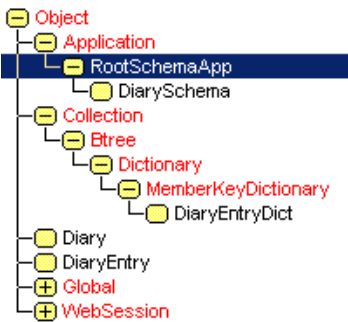 Object
Application
RootSchemaApp
DiarySchema
Collection
Btree
Dictionary
MemberKeyDictionary
DiaryEntryDict
Diary
DiaryEntry
Global
WebSession